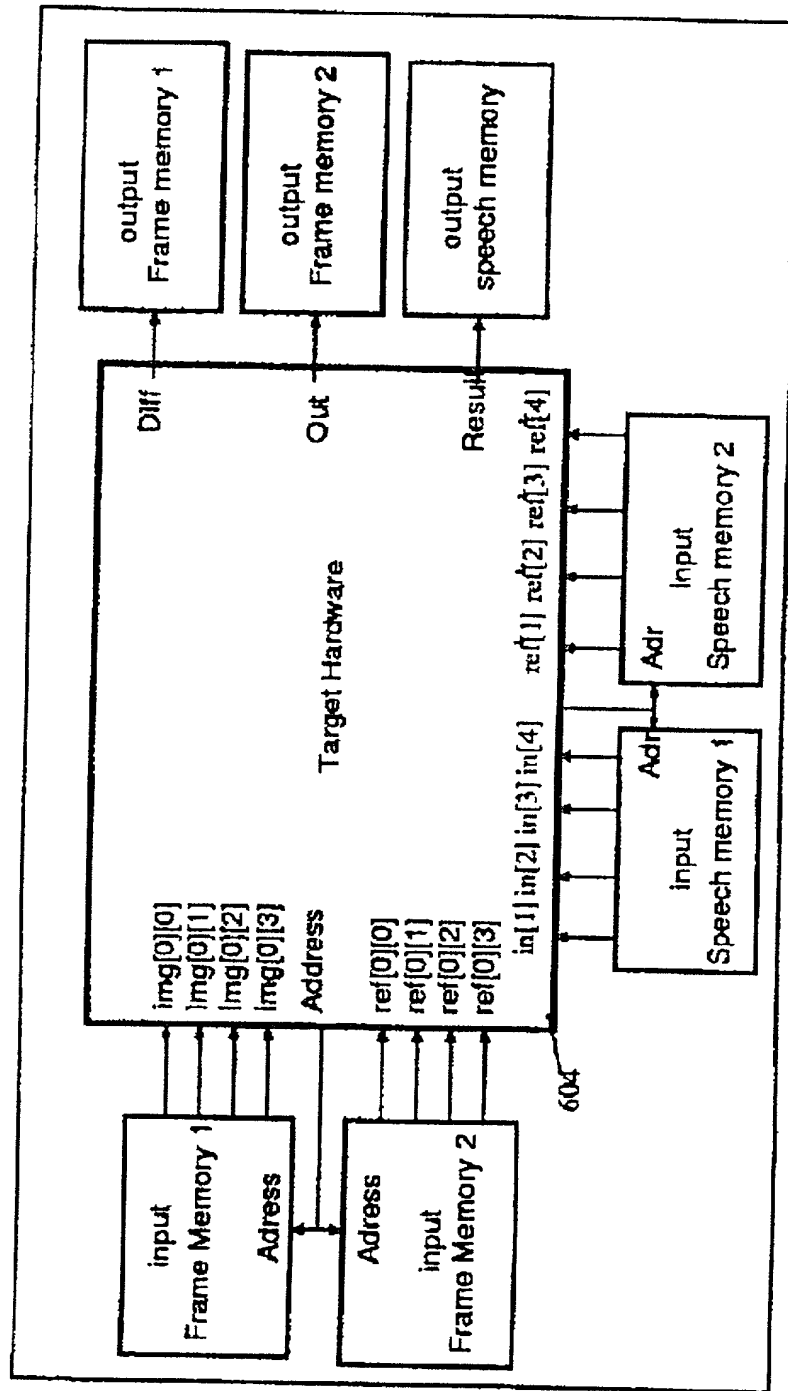 input
Frame Memory 1
Adress
Adress
input
Frame Memory 2
img[0][0]
img[0][1]
img[0][2]
img[0][3]
Address
ref[0][0]
ref[0][1]
ref[0][2]
ref[0][3]
Target Hardware
Diff
Out
Result
output
Frame memory 1
output
Frame memory 2
output
speech memory
in[1] in[2] in[3] in[4]
ref[1] ref[2] ref[3] ref[4]
604
Adr
input
Speech memory 1
Adr
Input
Speech memory 2